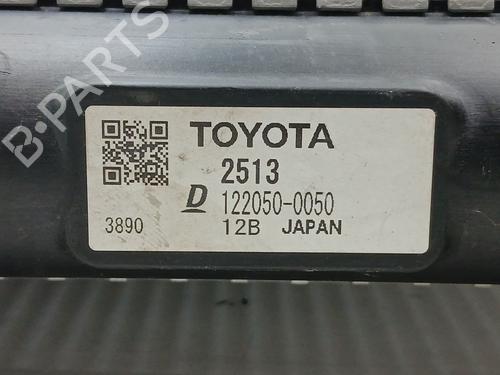 B-PARTS
TOYOTA
2513
D 122050-0050
3890 12B JAPAN